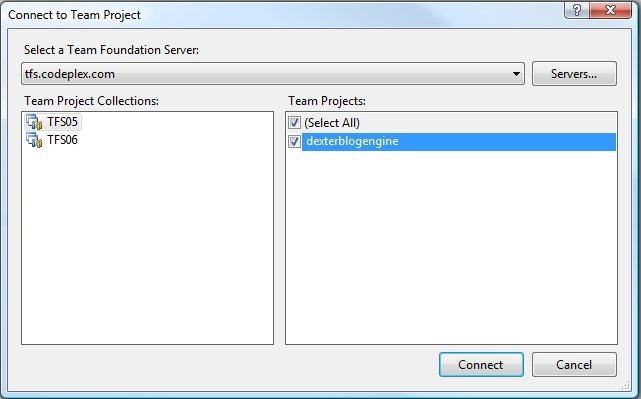 Connect to Team Project
Select a Team Foundation Server:
tfs.codeplex.com
Servers...
Team Project Collections:
Team Projects:
TFS05
TFS06
(Select All)
dexterblogengine
Connect
Cancel